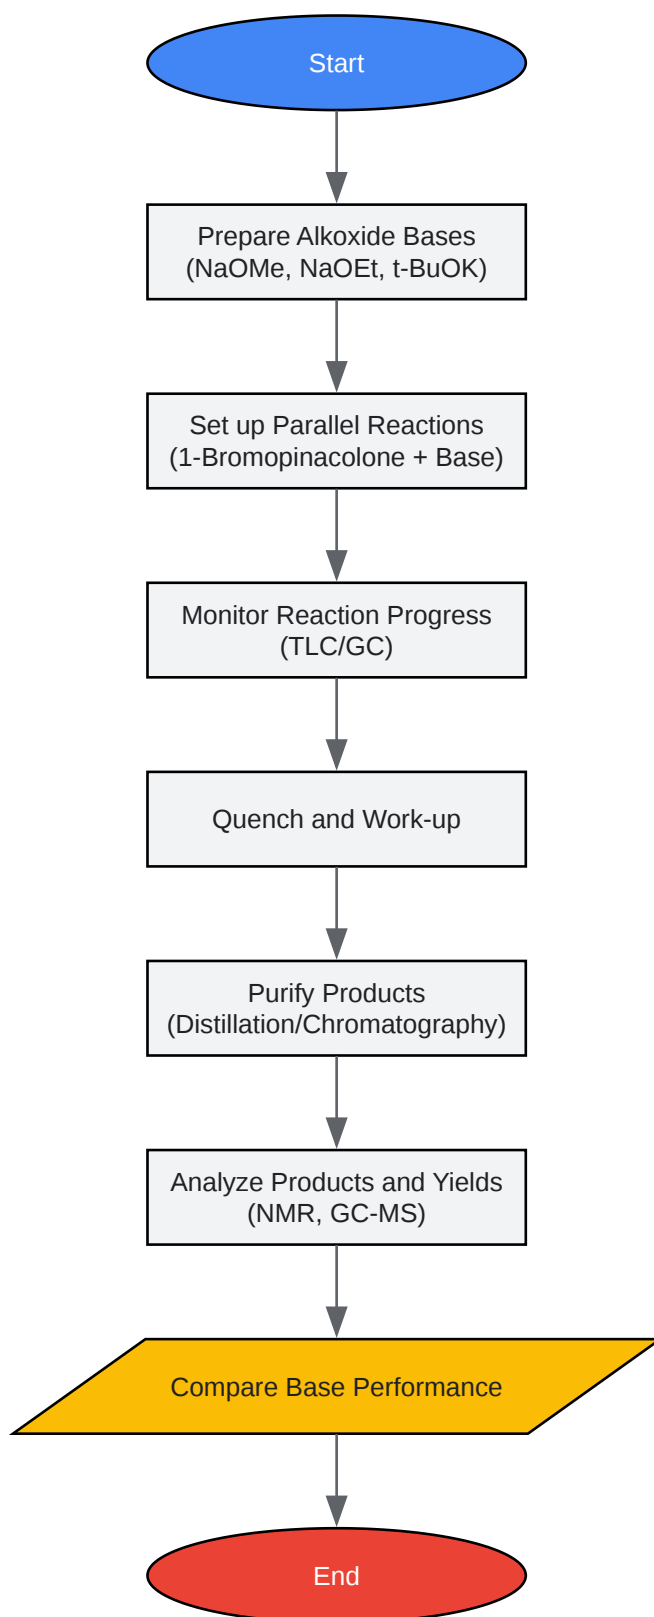 Start
Prepare Alkoxide Bases
(NaOMe, NaOEt, t-BuOK)
Set up Parallel Reactions
(1-Bromopinacolone + Base)
Monitor Reaction Progress
(TLC/GC)
Quench and Work-up
Purify Products
(Distillation/Chromatography)
Analyze Products and Yields
(NMR, GC-MS)
Compare Base Performance
End